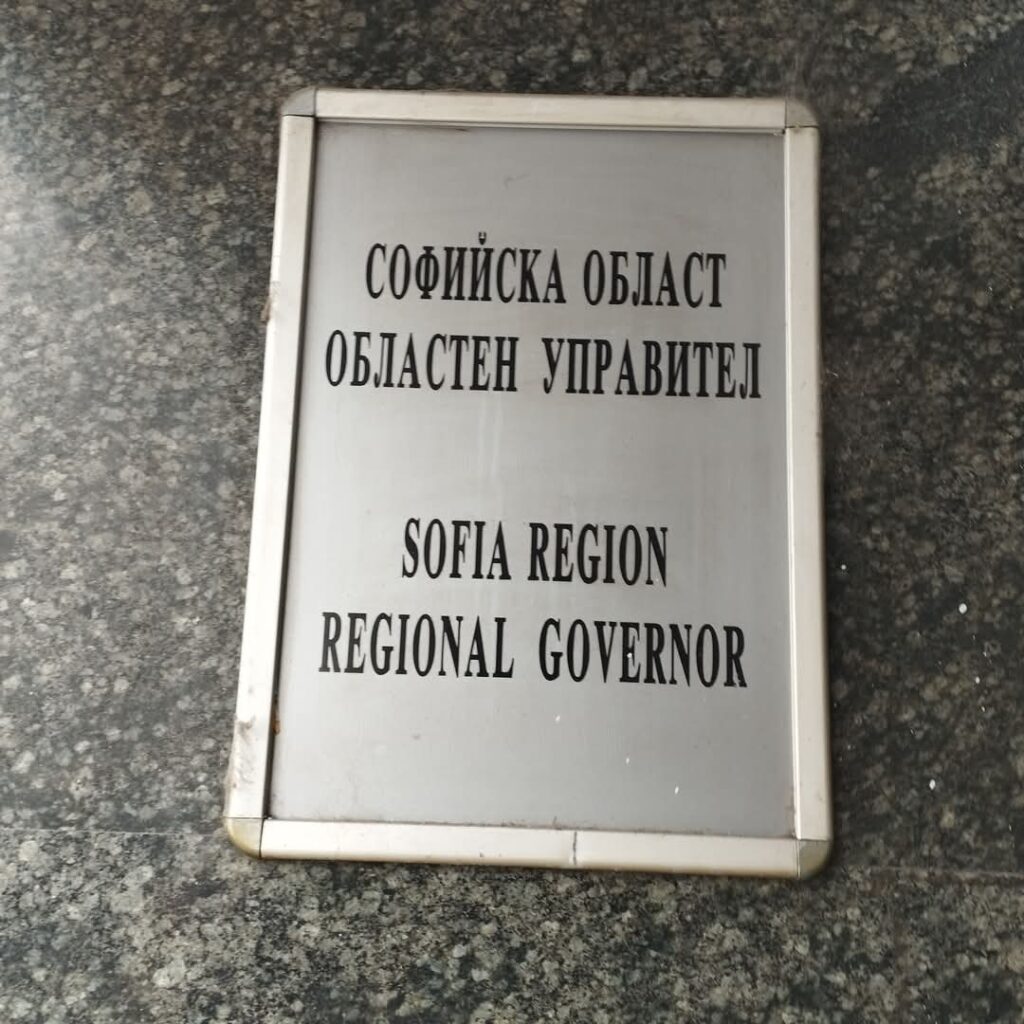 СОФИЙСКА ОБЛАСТ
ОБЛАСТЕН УПРАВИТЕЛ
SOFIA REGION
REGIONAL GOVERNOR